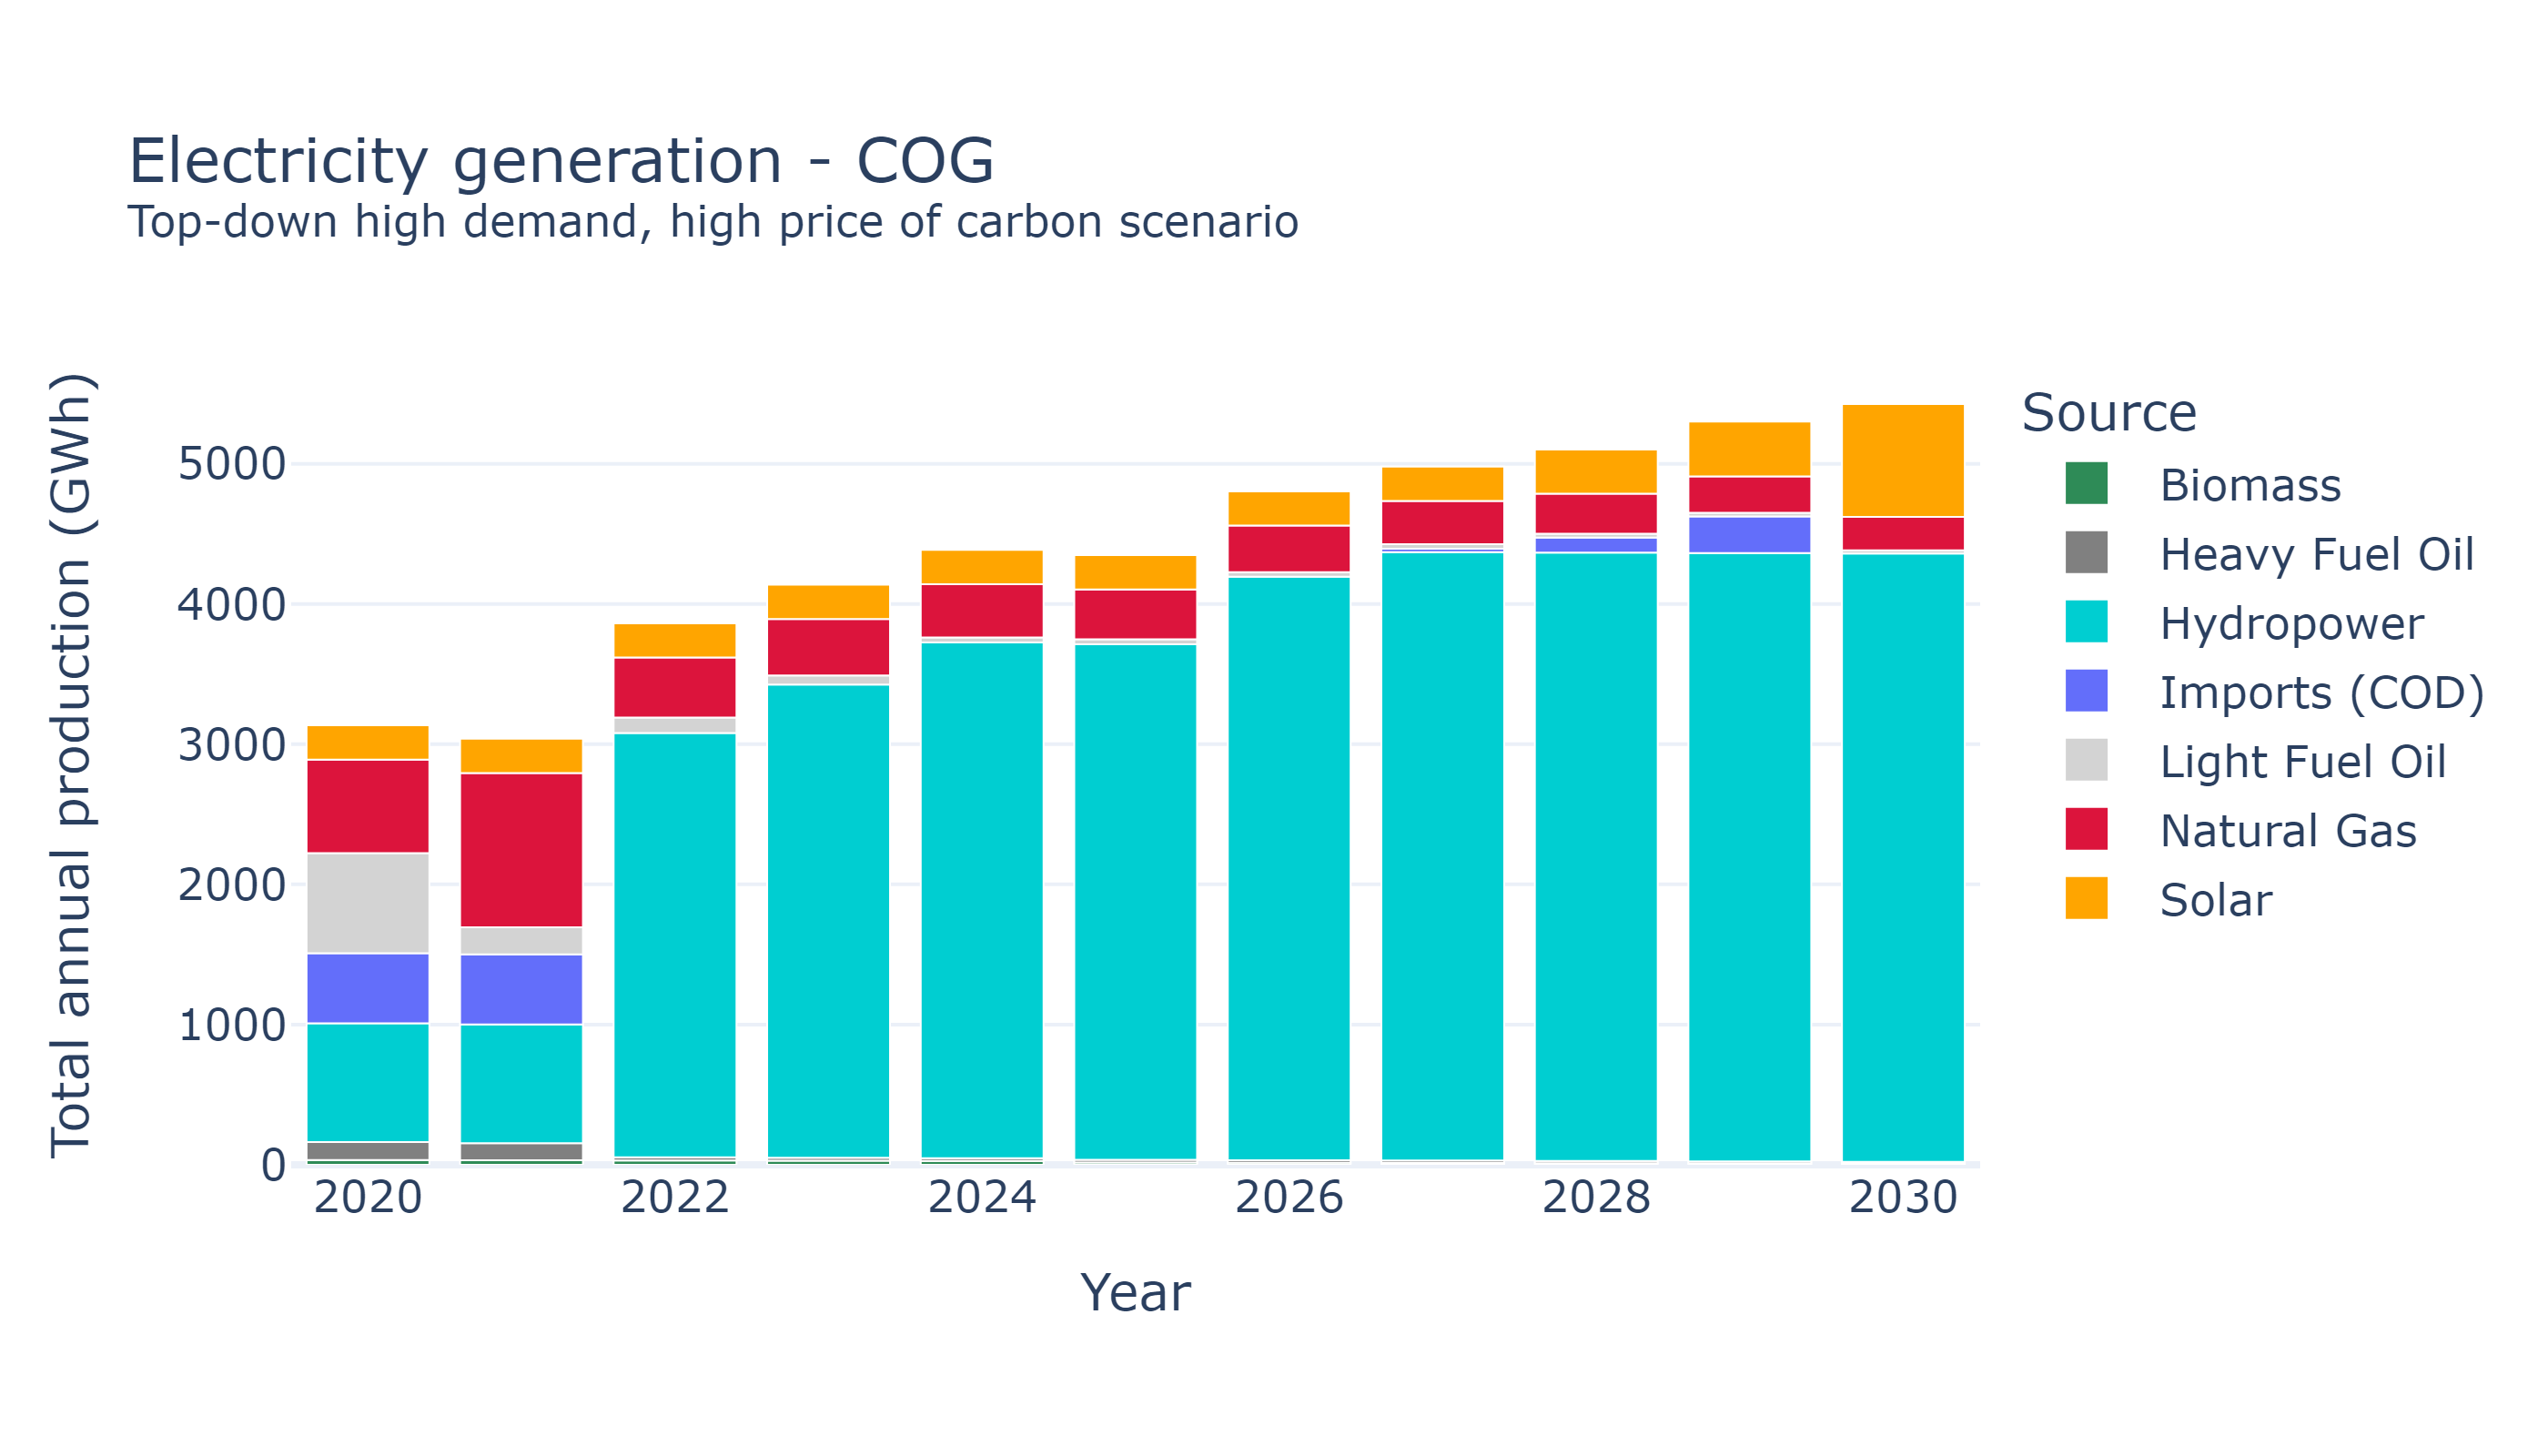 Electricity generation - COG
Top-down high demand, high price of carbon scenario
Total annual production (GWh)
5000
4000
3000
2000
1000
0
2020 2022 2024 2026 2028 2030
Year
Source
Biomass
Heavy Fuel Oil
Hydropower
Imports (COD)
Light Fuel Oil
Natural Gas
Solar